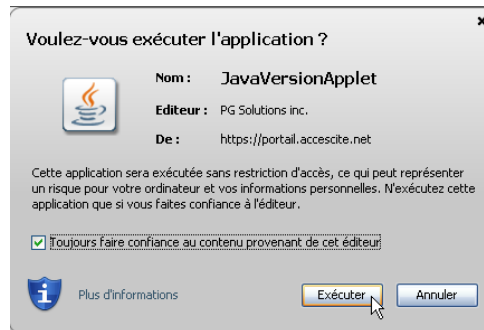 Voulez-vous exécuter l'application ?
Nom : JavaVersionApplet
Editeur : PG Solutions inc.
De : https://portail.accescite.net
Cette application sera exécutée sans restriction d'accès, ce qui peut représenter
un risque pour votre ordinateur et vos informations personnelles. N'exécutez cette
application que si vous faites confiance à l'éditeur.
Toujours faire confiance au contenu provenant de cet éditeur
Plus d'informations Exécuter Annuler